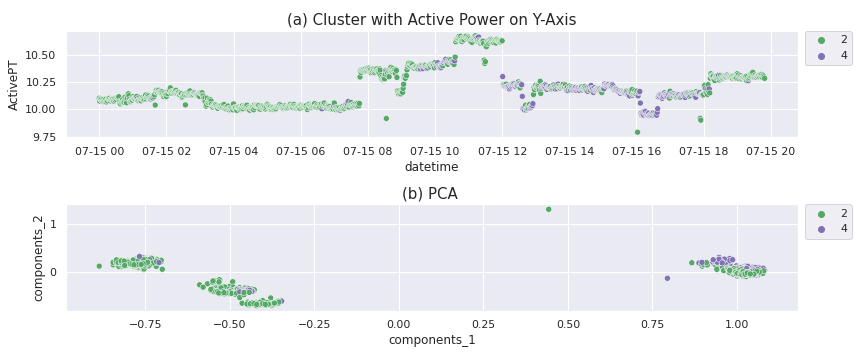 (a) Cluster with Active Power on Y-Axis
2
4
10.50
10.25
10.00
9.75
ActivePT
07-15 00 07-15 02 07-15 04 07-15 06 07-15 08 07-15 10 07-15 12 07-15 14 07-15 16 07-15 18 07-15 20
datetime
(b) PCA
2
4
1
0
components_2
−0.75 −0.50 −0.25 0.00 0.25 0.50 0.75 1.00
components_1